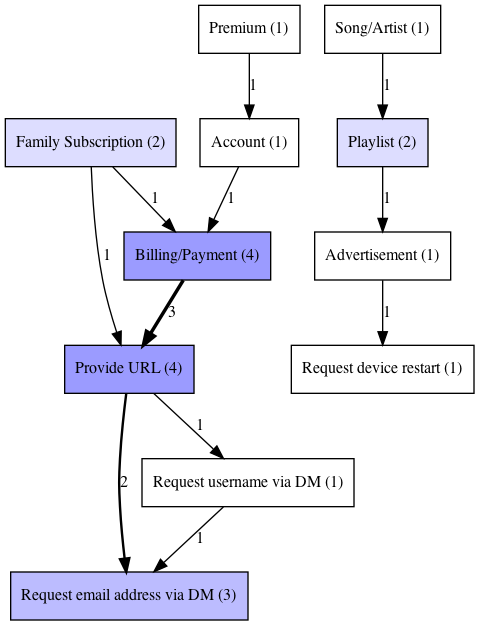 Premium (1)
Song/Artist (1)
1
1
Family Subscription (2)
Account (1)
Playlist (2)
1
1
1
1
Billing/Payment (4)
Advertisement (1)
3
1
Provide URL (4)
Request device restart (1)
1
2
Request username via DM (1)
1
Request email address via DM (3)